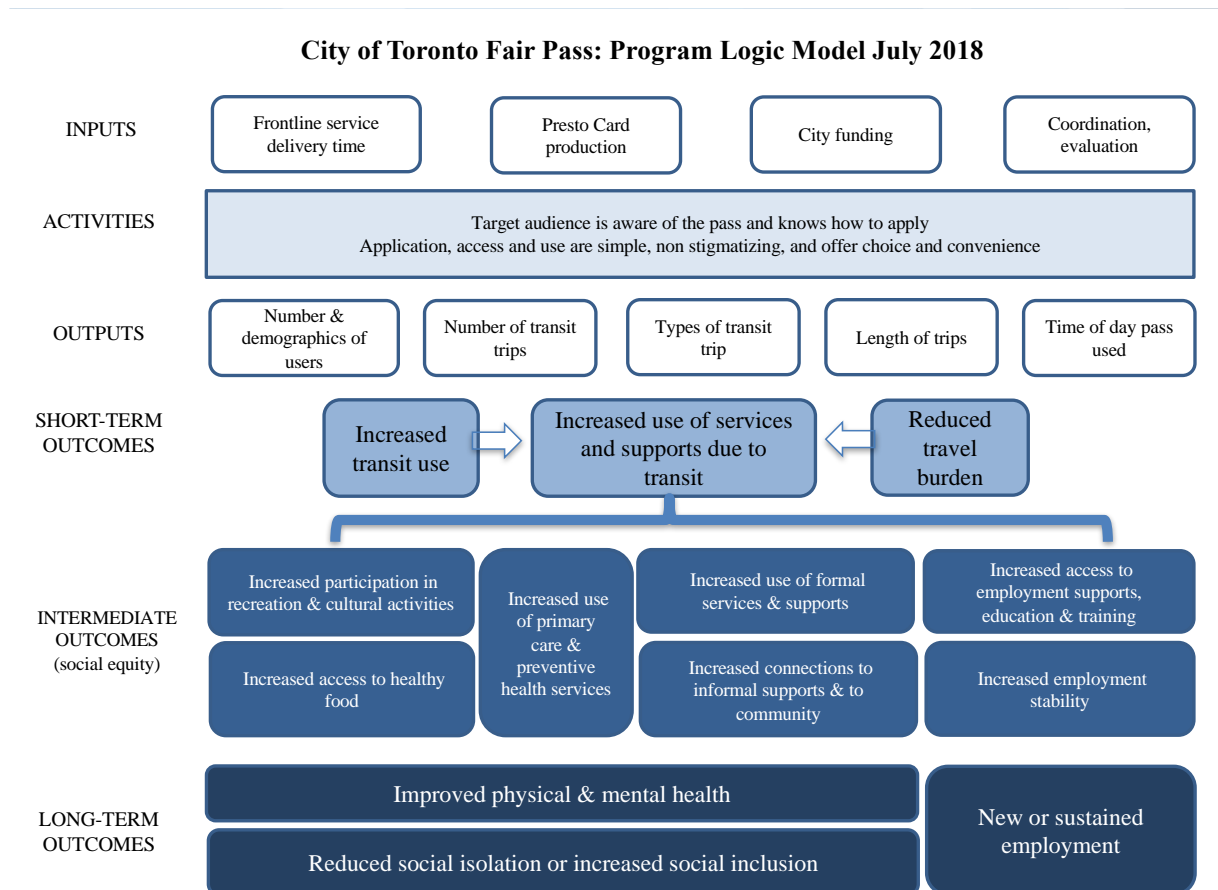 City of Toronto Fair Pass: Program Logic Model July 2018
INPUTS
Frontline service
delivery time
Presto Card
production
City funding
Coordination,
evaluation
ACTIVITIES
Target audience is aware of the pass and knows how to apply
Application, access and use are simple, non stigmatizing, and offer choice and convenience
OUTPUTS
Number &
demographics of
users
Number of transit
trips
Types of transit
trip
Length of trips
Time of day pass
used
SHORT-TERM
OUTCOMES
Increased
transit use
Increased use of services
and supports due to
transit
Reduced
travel
burden
INTERMEDIATE
OUTCOMES
(social equity)
Increased participation in
recreation & cultural activities
Increased access to healthy
food
Increased use
of primary
care &
preventive
health services
Increased use of formal
services & supports
Increased connections to
informal supports & to
community
Increased access to
employment supports,
education & training
Increased employment
stability
LONG-TERM
OUTCOMES
Improved physical & mental health
Reduced social isolation or increased social inclusion
New or sustained
employment